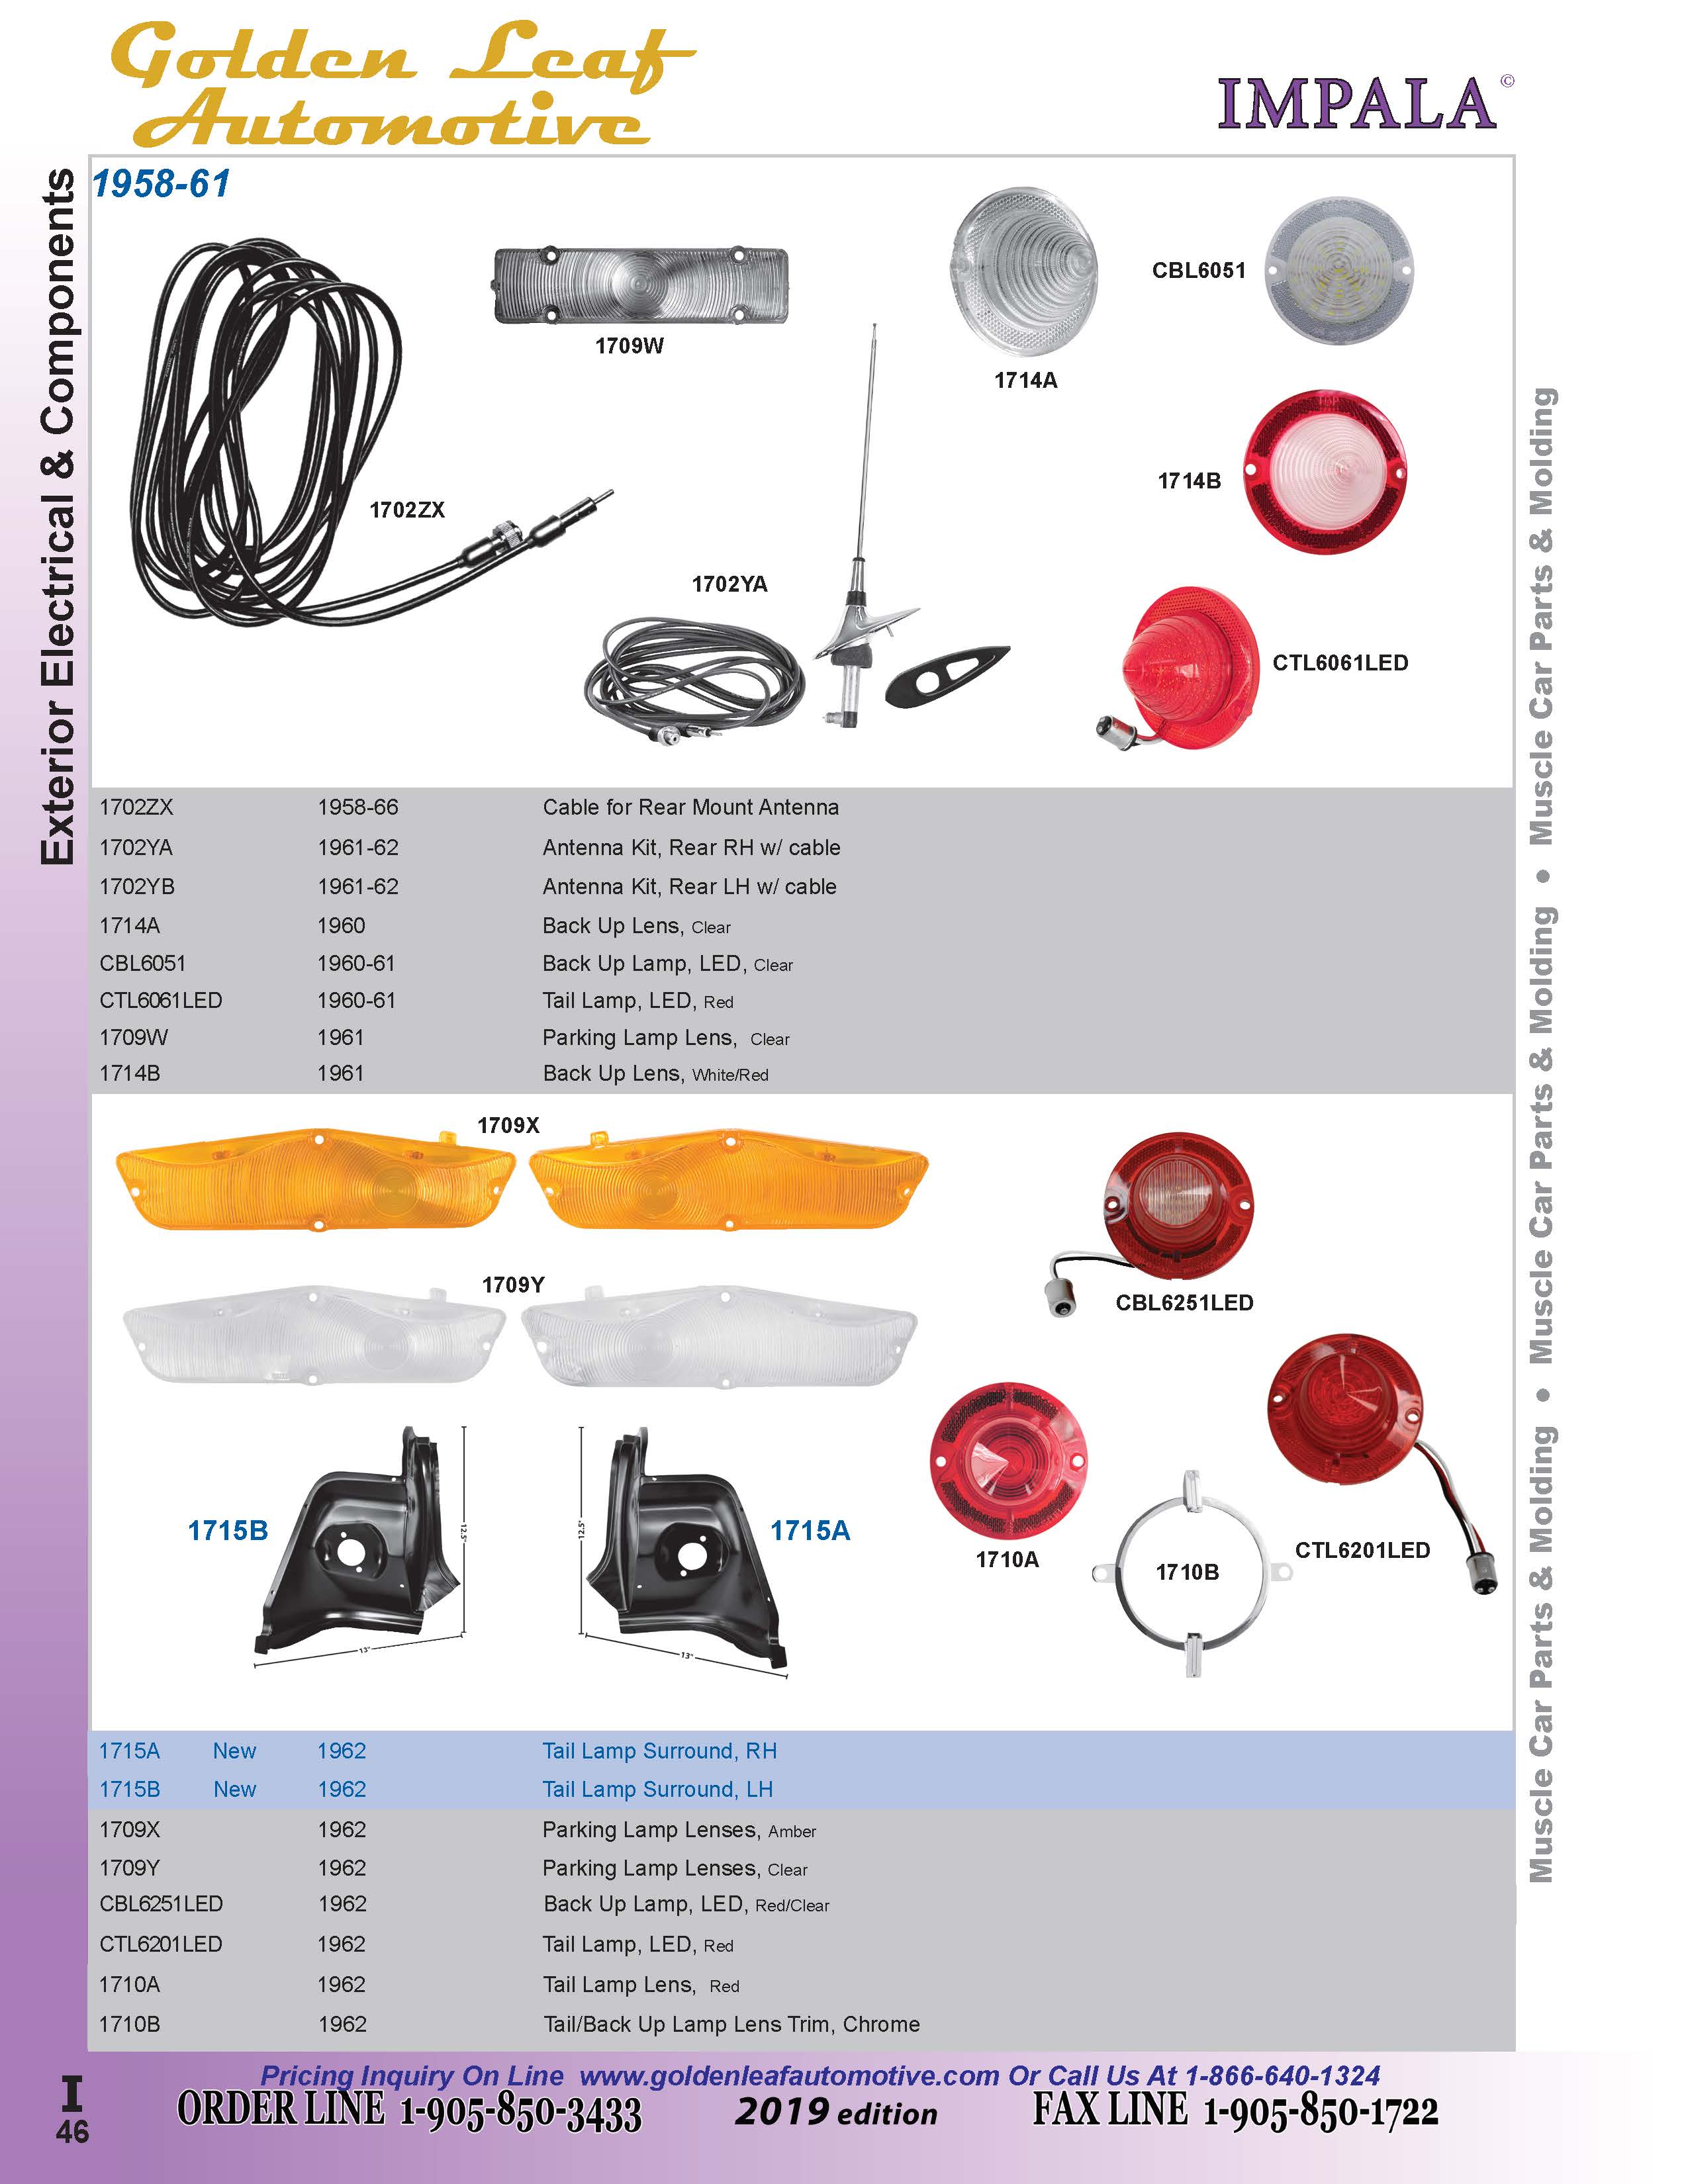 Golden Leaf
Automotive
IMPALA©
Exterior Electrical & Components
1958-61
1709W
1714A
CBL6051
1702ZX
1714B
1702YA
CTL6061LED
1702ZX 1958-66 Cable for Rear Mount Antenna
1702YA 1961-62 Antenna Kit, Rear RH w/ cable
1702YB 1961-62 Antenna Kit, Rear LH w/ cable
1714A 1960 Back Up Lens, Clear
CBL6051 1960-61 Back Up Lamp, LED, Clear
CTL6061LED 1960-61 Tail Lamp, LED, Red
1709W 1961 Parking Lamp Lens, Clear
1714B 1961 Back Up Lens, White/Red
1709X
1709Y
CBL6251LED
1715B
12.5"
13"
12.5"
13"
1715A
1710A
1710B
CTL6201LED
1715A New 1962 Tail Lamp Surround, RH
1715B New 1962 Tail Lamp Surround, LH
1709X 1962 Parking Lamp Lenses, Amber
1709Y 1962 Parking Lamp Lenses, Clear
CBL6251LED 1962 Back Up Lamp, LED, Red/Clear
CTL6201LED 1962 Tail Lamp, LED, Red
1710A 1962 Tail Lamp Lens, Red
1710B 1962 Tail/Back Up Lamp Lens Trim, Chrome
Muscle Car Parts & Molding • Muscle Car Parts & Molding • Muscle Car Parts & Molding
Pricing Inquiry On Line www.goldenleafautomotive.com Or Call Us At 1-866-640-1324
ORDER LINE 1-905-850-3433 2019 edition FAX LINE 1-905-850-1722
I
46